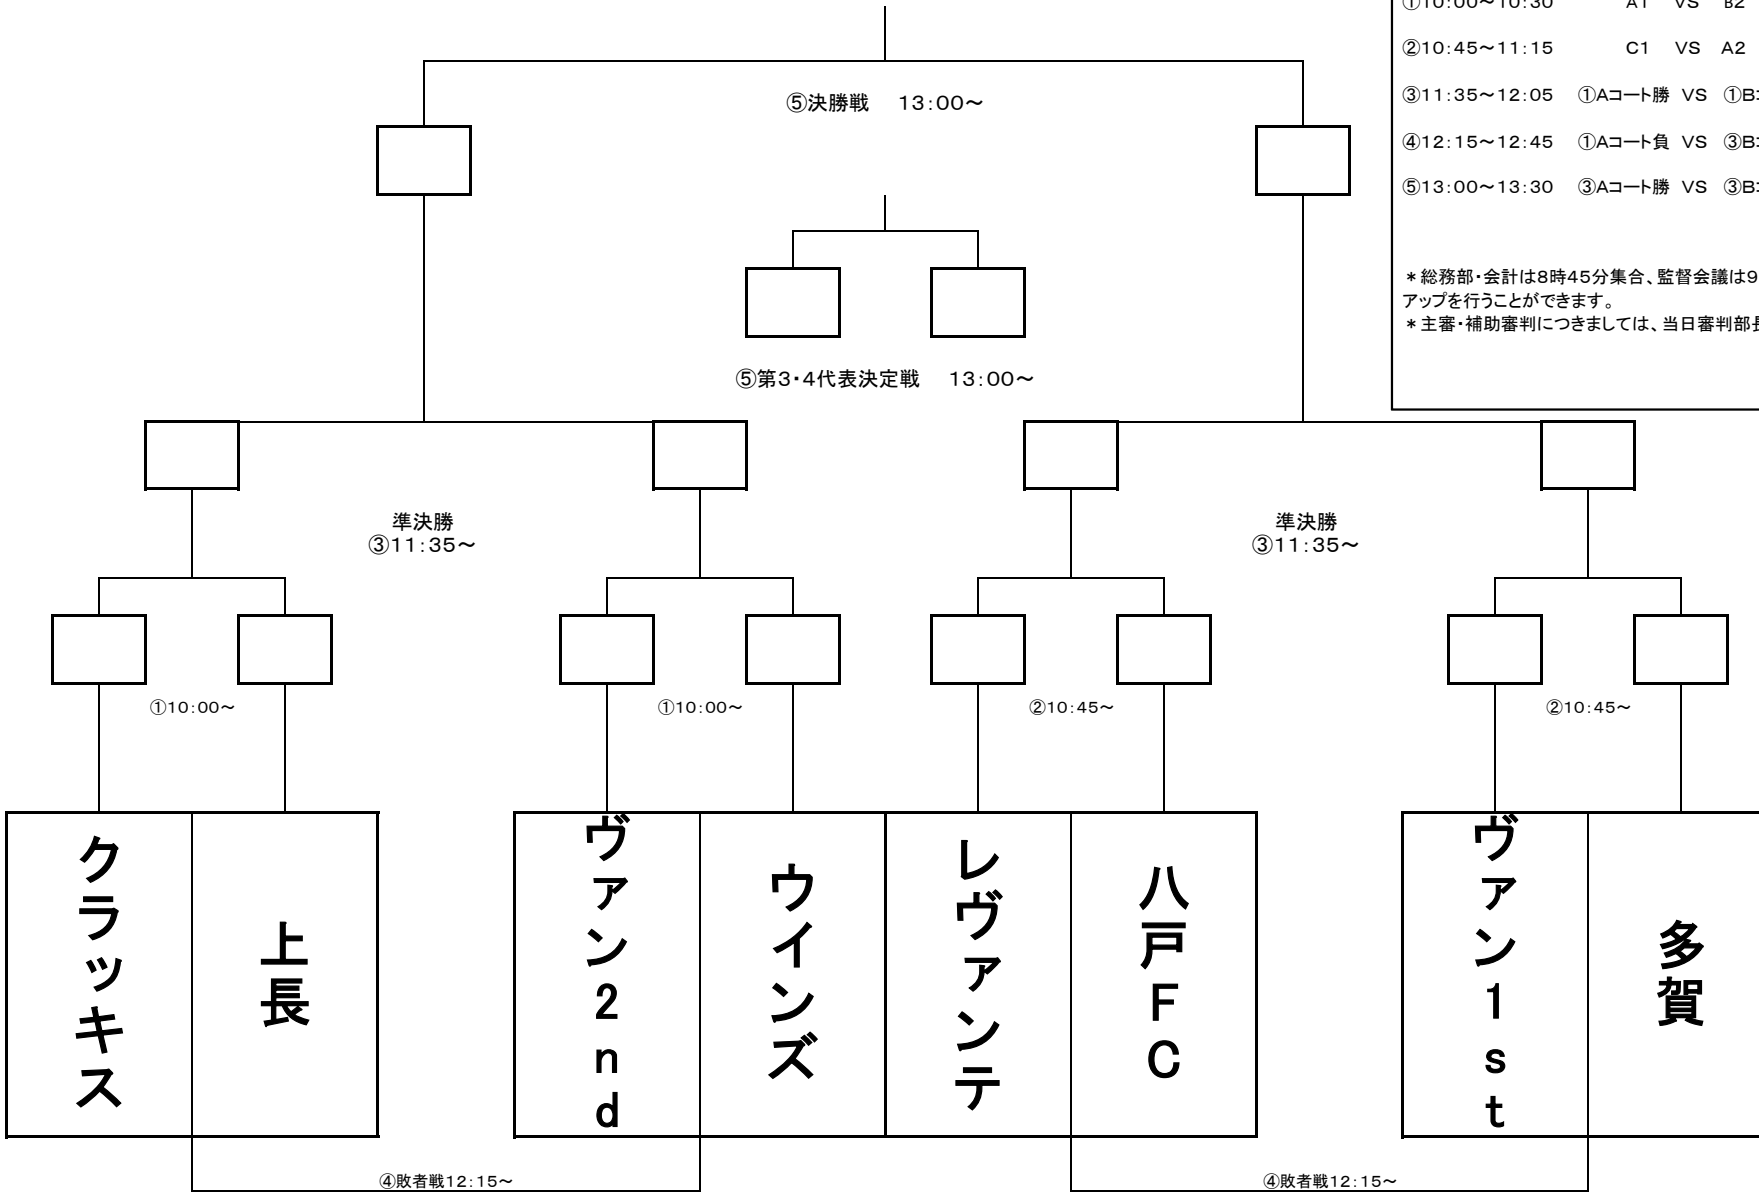 ①10:00～10:30 A1 VS B2
②10:45～11:15 C1 VS A2
③11:35～12:05 ①Aコート勝 VS ①B
④12:15～12:45 ①Aコート負 VS ③B
⑤13:00～13:30 ③Aコート勝 VS ③B
＊総務部・会計は8時45分集合、監督会議は9
アップを行うことができます。
＊主審・補助審判につきましては、当日審判部
⑤決勝戦 13:00～
⑤第3・4代表決定戦 13:00～
準決勝
③11:35～
準決勝
③11:35～
①10:00～
①10:00～
②10:45～
②10:45～
クラッキス
上長
ヴァン2nd
ウインズ
レヴァンテ
八戸FC
ヴァン1st
多賀
④敗者戦12:15～
④敗者戦12:15～